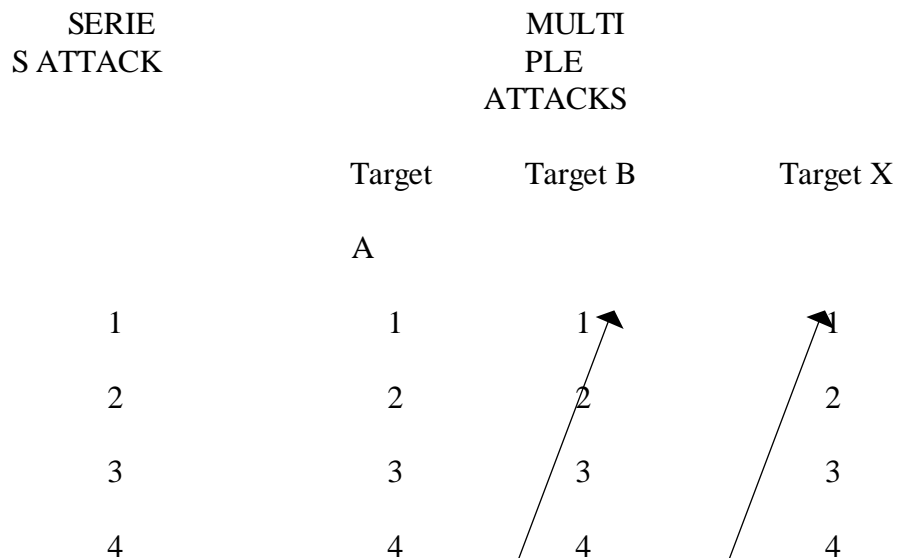 SERIE MULTI
S ATTACK PLE
ATTACKS
Target Target B Target X
A
1 1 1 1
2 2 2 2
3 3 3 3
4 4 4 4